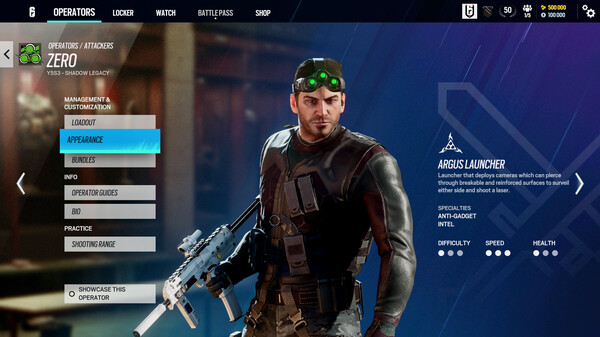 OPERATORS
LOCKER
WATCH
BATTLE PASS
SHOP
50
1/5
500 000
100 000
OPERATORS / ATTACKERS
ZERO
Y5S3 - SHADOW LEGACY
MANAGEMENT &
CUSTOMIZATION
LOADOUT
APPEARANCE
BUNDLES
INFO
OPERATOR GUIDES
BIO
PRACTICE
SHOOTING RANGE
SHOWCASE THIS
OPERATOR
ARGUS LAUNCHER
Launcher that deploys cameras which can pierce
through breakable and reinforced surfaces to surveil
either side and shoot a laser.
SPECIALTIES
ANTI-GADGET
INTEL
DIFFICULTY
SPEED
HEALTH